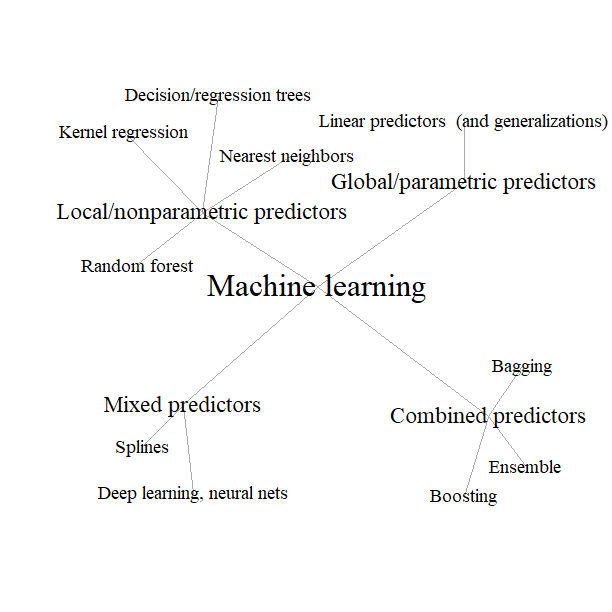 Decision/regression trees
Linear predictors  (and generalizations)
Kernel regression
Nearest neighbors
Global/parametric predictors
Local/nonparametric predictors
Random forest
Machine learning
Bagging
Mixed predictors
Combined predictors
Splines
Ensemble
Deep learning, neural nets
Boosting